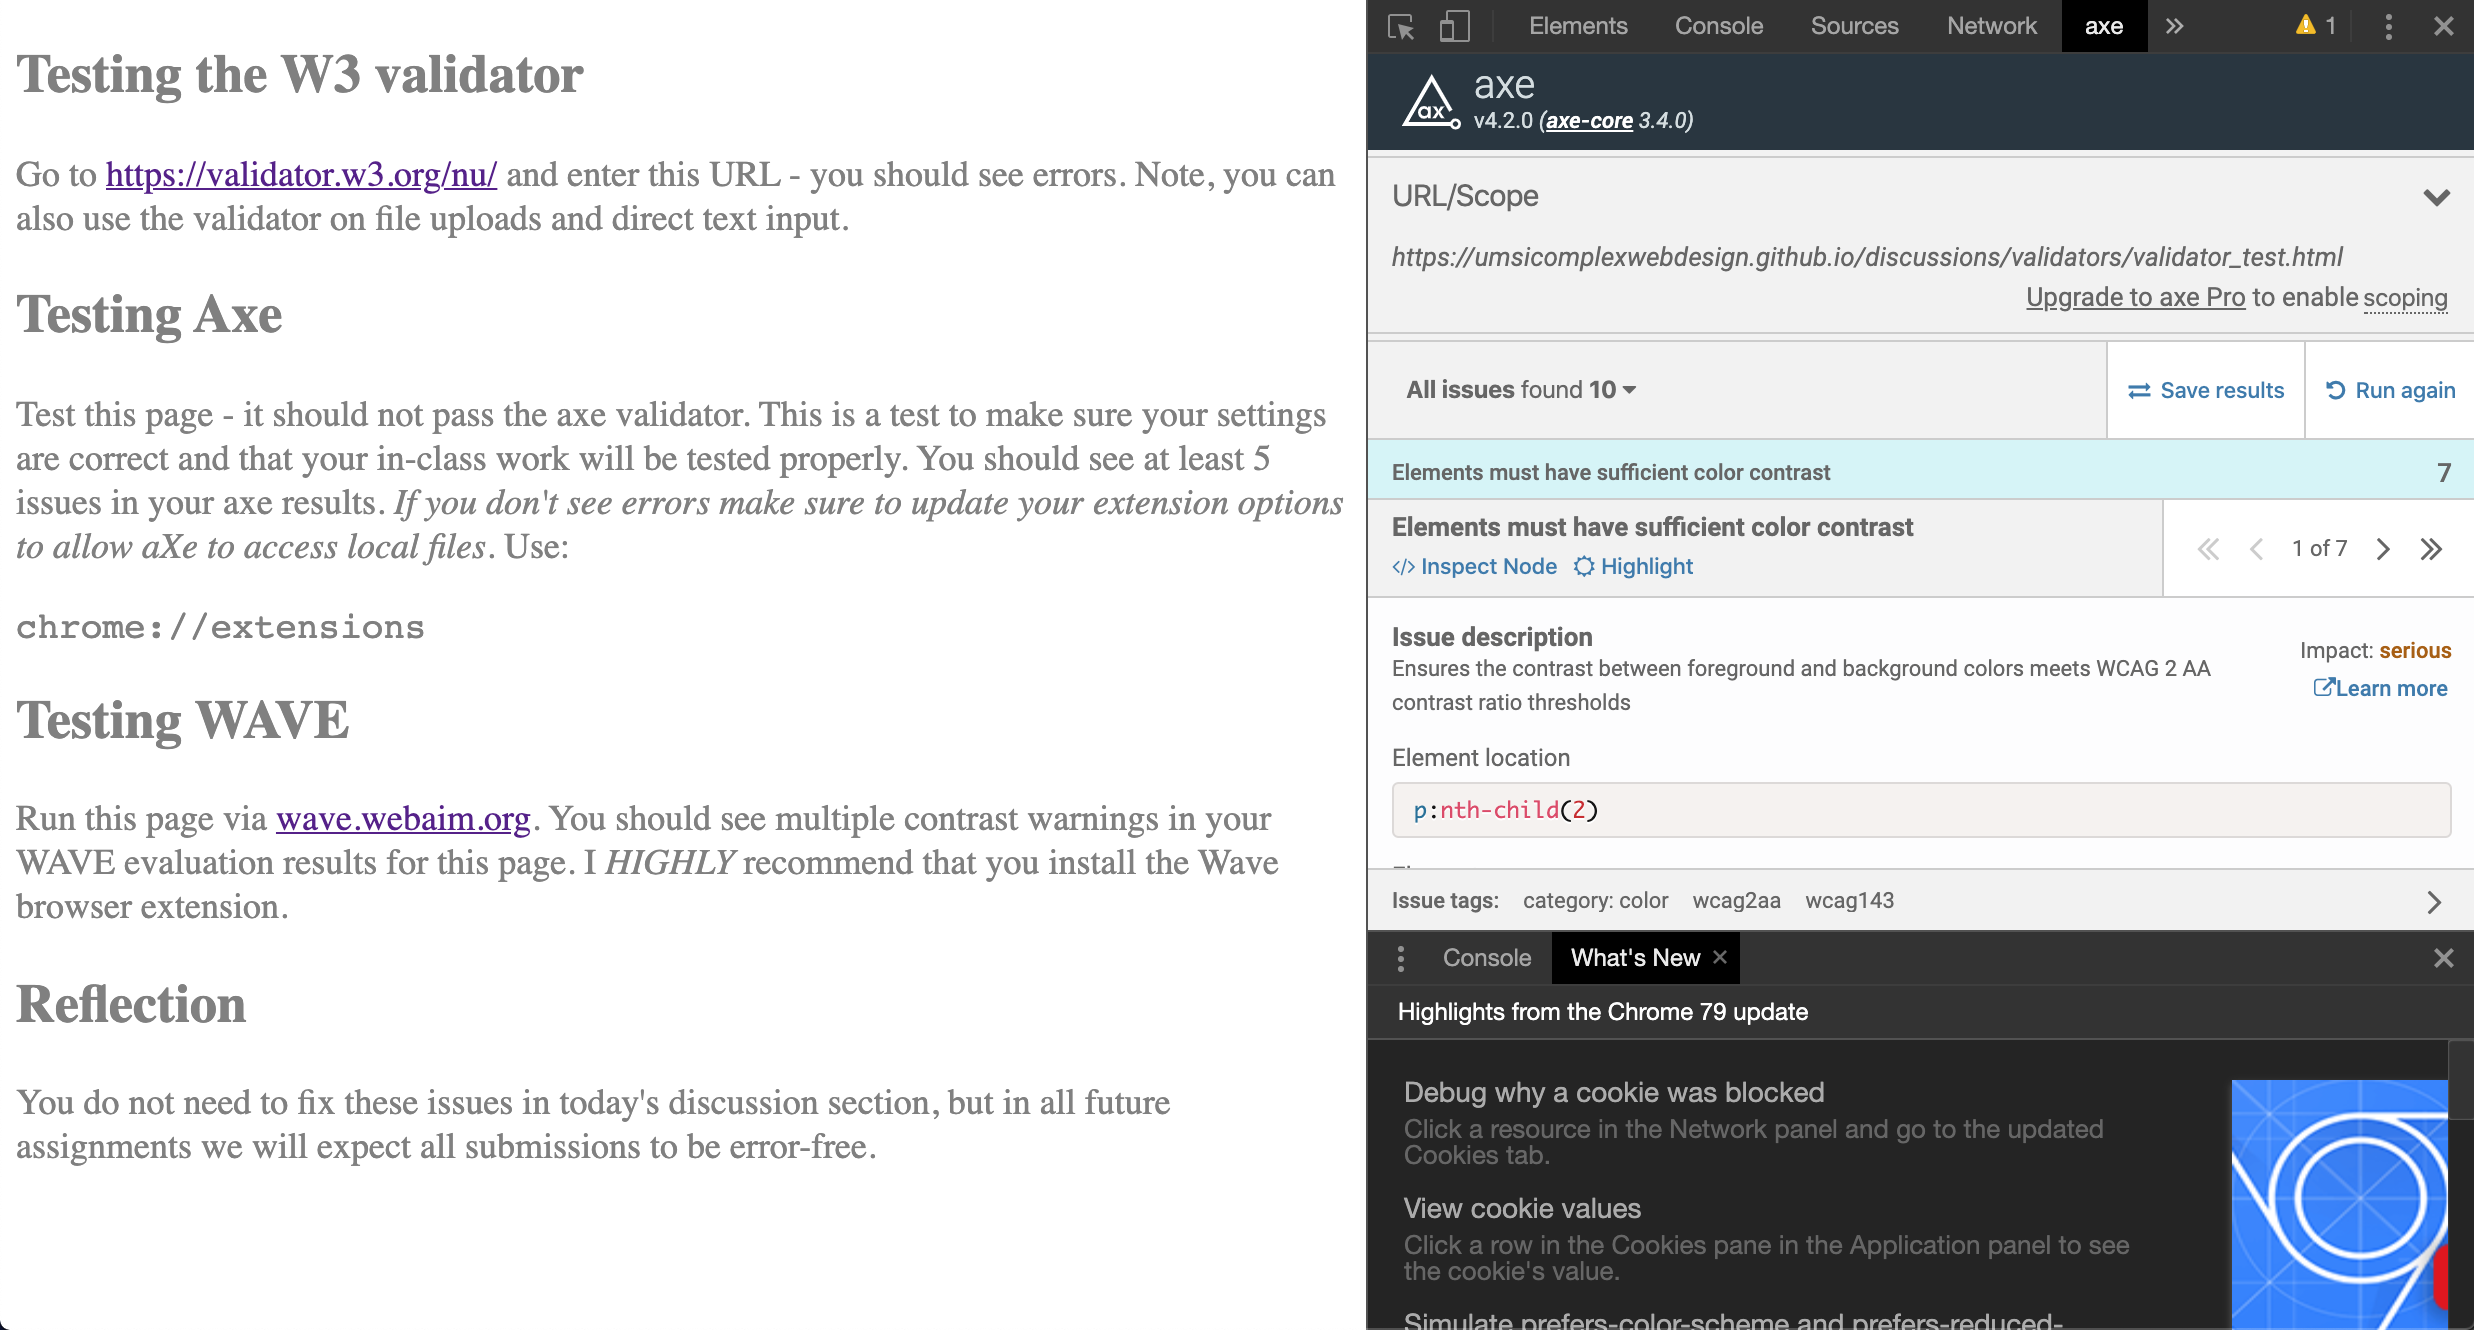 Testing the W3 validator
Go to https://validator.w3.org/nu/ and enter this URL - you should see errors. Note, you can
also use the validator on file uploads and direct text input.
Testing Axe
Test this page - it should not pass the axe validator. This is a test to make sure your settings
are correct and that your in-class work will be tested properly. You should see at least 5
issues in your axe results. If you don't see errors make sure to update your extension options
to allow aXe to access local files. Use:
chrome://extensions
Testing WAVE
Run this page via wave.webaim.org. You should see multiple contrast warnings in your
WAVE evaluation results for this page. I HIGHLY recommend that you install the Wave
browser extension.
Reflection
You do not need to fix these issues in today's discussion section, but in all future
assignments we will expect all submissions to be error-free.
Elements Console Sources Network axe 1
ax
axe
v4.2.0 (axe-core 3.4.0)
URL/Scope
https://umsicomplexwebdesign.github.io/discussions/validators/validator_test.html
Upgrade to axe Pro to enable scoping
All issues found 10 Save results Run again
Elements must have sufficient color contrast 7
Elements must have sufficient color contrast
</> Inspect Node Highlight 1 of 7
Issue description
Ensures the contrast between foreground and background colors meets WCAG 2 AA
contrast ratio thresholds
Impact: serious
Learn more
Element location
p:nth-child(2)
Issue tags: category: color wcag2aa wcag143
Console What's New
Highlights from the Chrome 79 update
Debug why a cookie was blocked
Click a resource in the Network panel and go to the updated
Cookies tab.
View cookie values
Click a row in the Cookies pane in the Application panel to see
the cookie's value.
Simulate prefers-color-scheme and prefers-reduced-